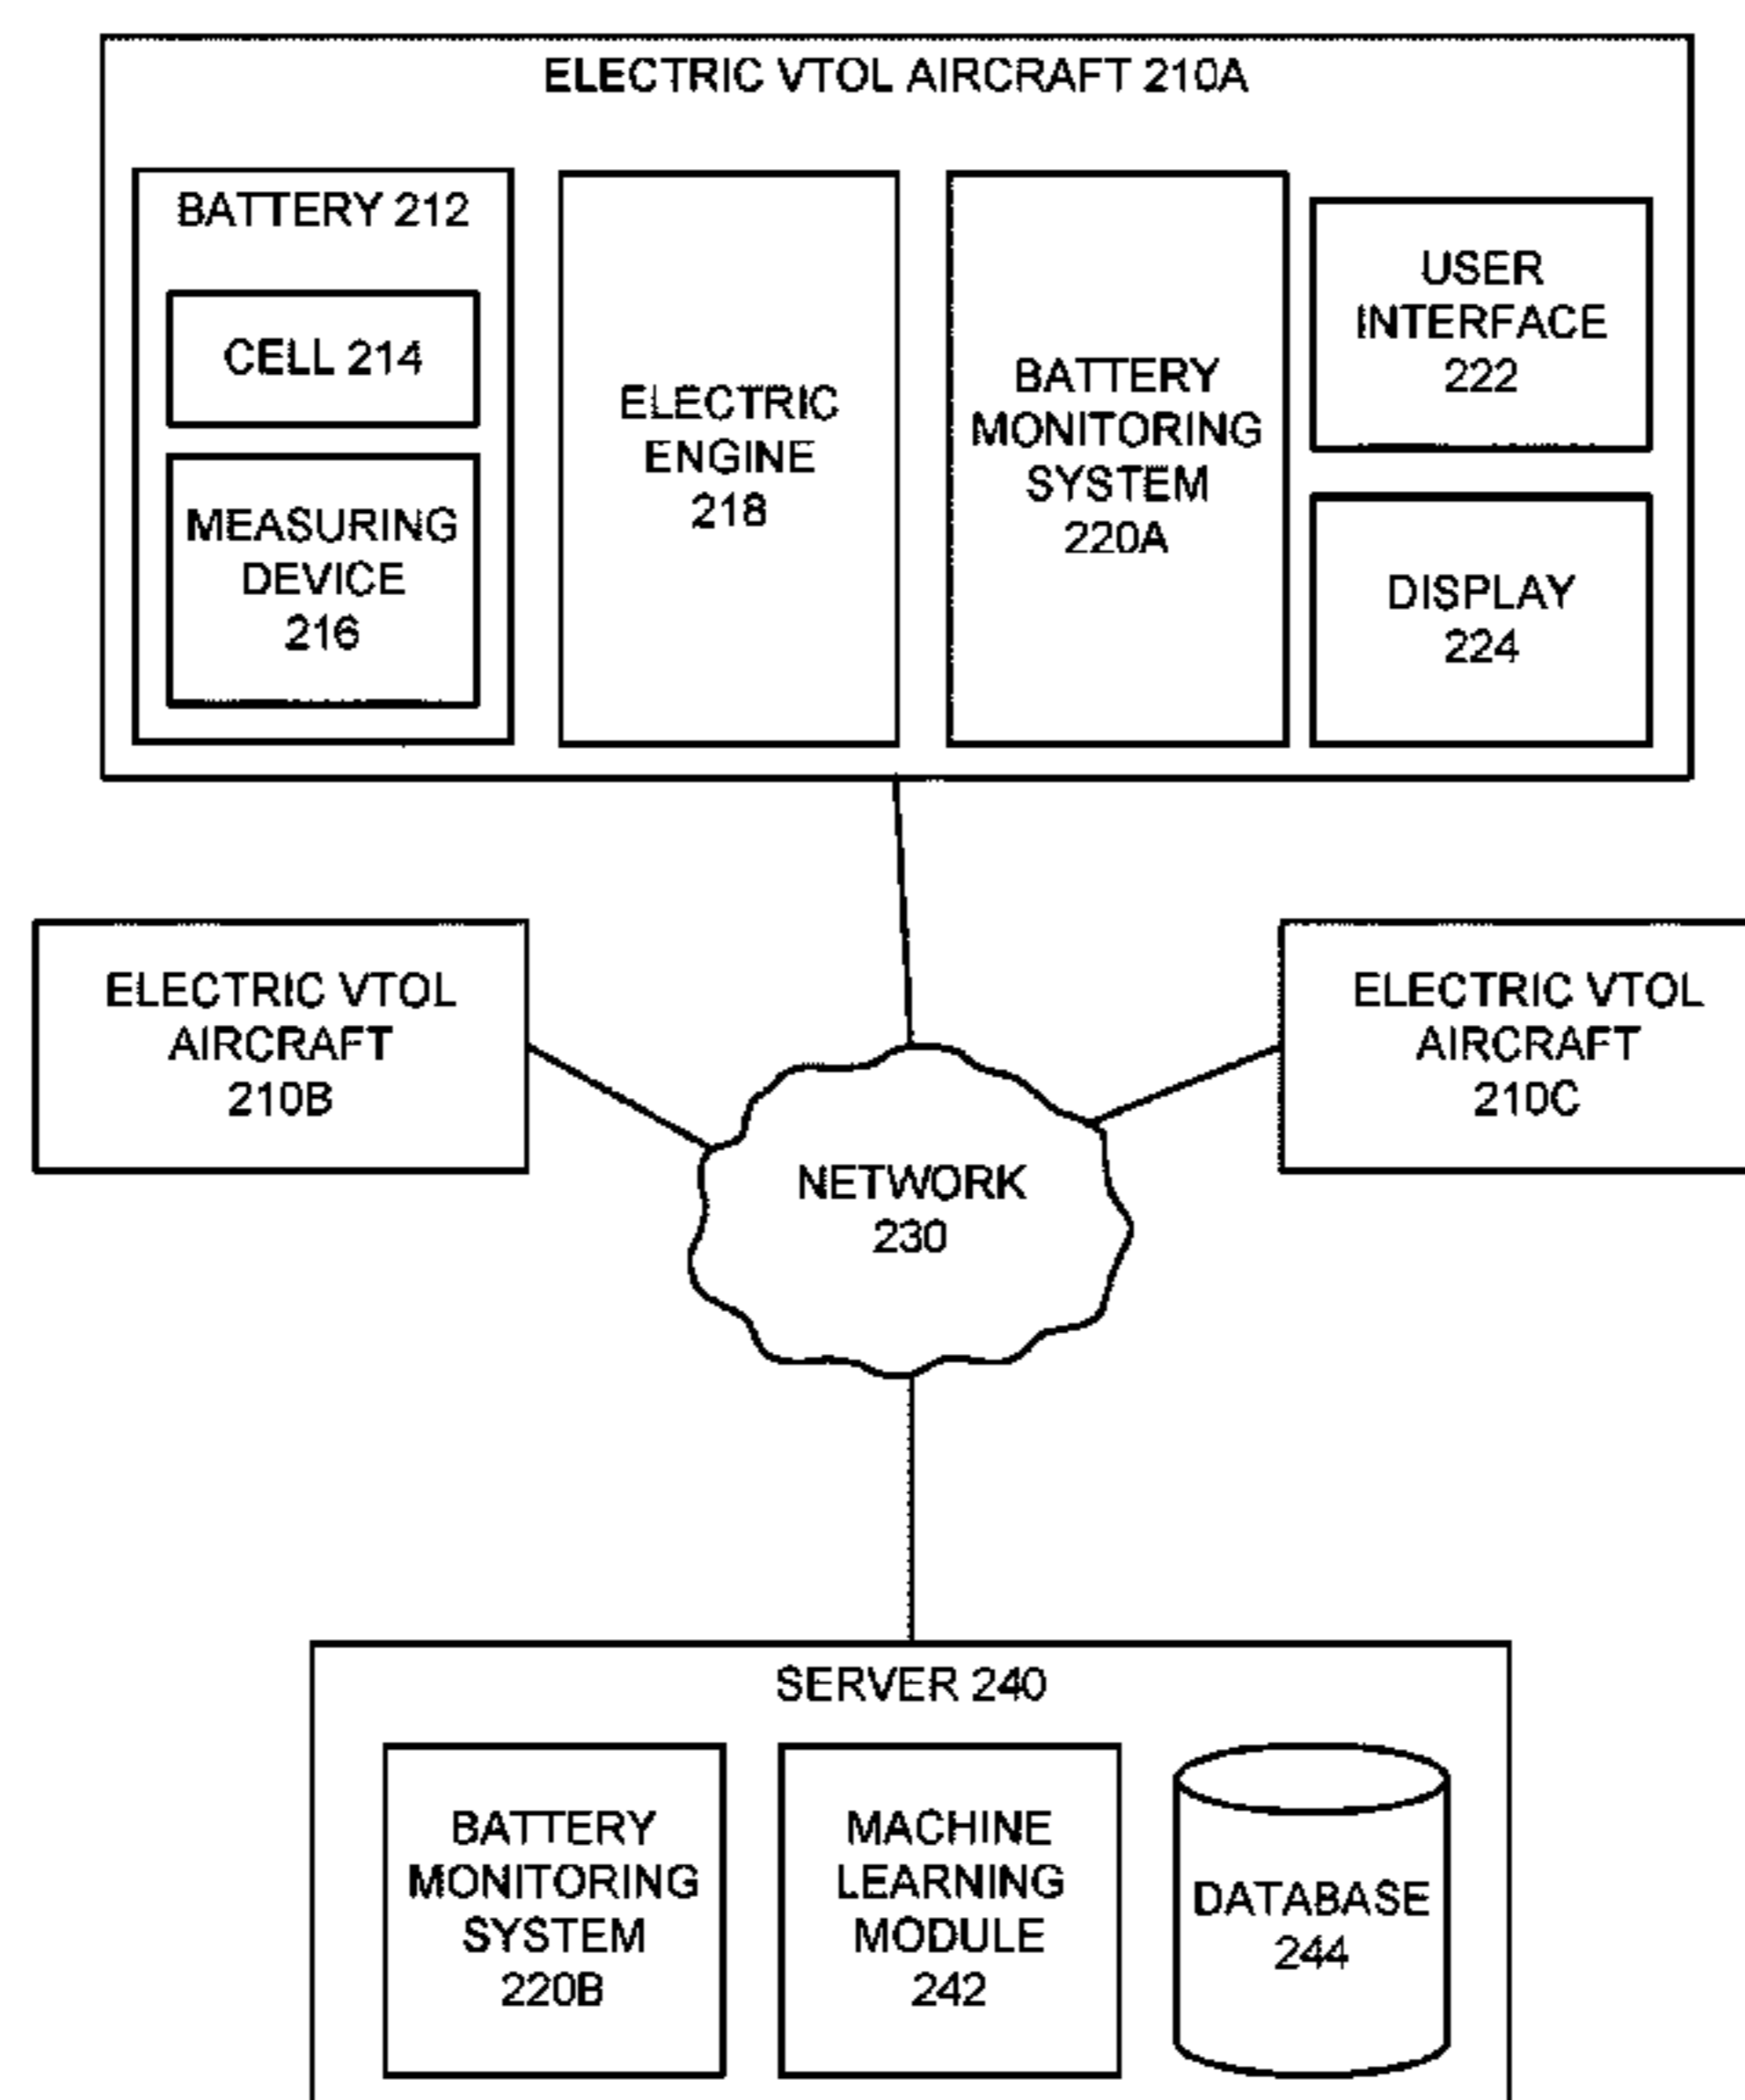 ELECTRIC VTOL AIRCRAFT 210A
BATTERY 212
CELL 214
MEASURING
DEVICE
216
ELECTRIC
ENGINE
218
BATTERY
MONITORING
SYSTEM
220A
USER
INTERFACE
222
DISPLAY
224
ELECTRIC VTOL
AIRCRAFT
210B
ELECTRIC VTOL
AIRCRAFT
210C
NETWORK
230
SERVER 240
BATTERY
MONITORING
SYSTEM
220B
MACHINE
LEARNING
MODULE
242
DATABASE
244